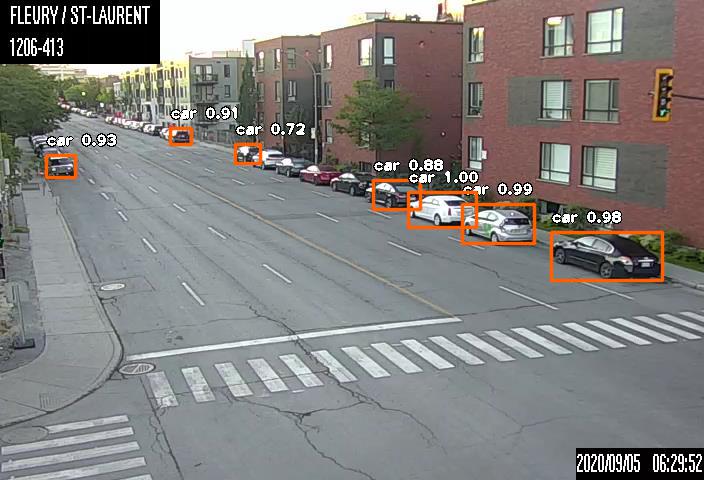 FLEURY / ST-LAURENT
1206-413
car 0.91
car 0.72
car 0.93
car 0.88
car 1.00
car 0.99
car 0.98
2020/09/05 06:29:52